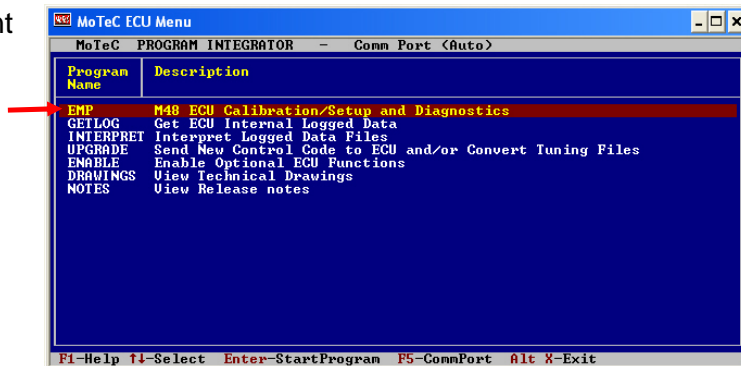 nt
MoTeC ECU Menu
MoTeC PROGRAM INTEGRATOR - Comm Port (Auto)
Program Description
Name
EMP M48 ECU Calibration/Setup and Diagnostics
GETLOG Get ECU Internal Logged Data
INTERPRET Interpret Logged Data Files
UPGRADE Send New Control Code to ECU and/or Convert Tuning Files
ENABLE Enable Optional ECU Functions
DRAWINGS View Technical Drawings
NOTES View Release notes
F1-Help ↑↓-Select Enter-StartProgram F5-CommPort Alt X-Exit